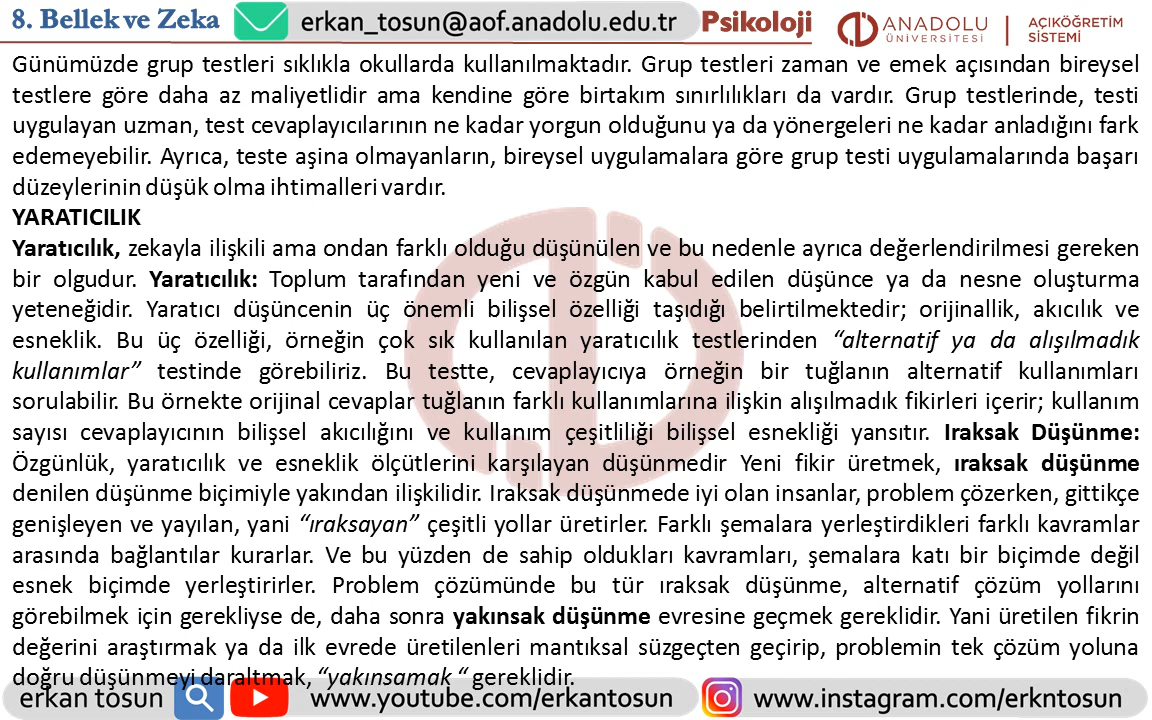 8. Bellek ve Zeka erkan_tosun@aof.anadolu.edu.tr Psikoloji ANADOLU ÜNİVERSİTESİ AÇIKÖĞRETİM SİSTEMİ
Günümüzde grup testleri sıklıkla okullarda kullanılmaktadır. Grup testleri zaman ve emek açısından bireysel
testlere göre daha az maliyetlidir ama kendine göre birtakım sınırlılıkları da vardır. Grup testlerinde, testi
uygulayan uzman, test cevaplayıcılarının ne kadar yorgun olduğunu ya da yönergeleri ne kadar anladığını fark
edemeyebilir. Ayrıca, teste aşina olmayanların, bireysel uygulamalara göre grup testi uygulamalarında başarı
düzeylerinin düşük olma ihtimalleri vardır.
YARATICILIK
Yaratıcılık, zekayla ilişkili ama ondan farklı olduğu düşünülen ve bu nedenle ayrıca değerlendirilmesi gereken
bir olgudur. Yaratıcılık: Toplum tarafından yeni ve özgün kabul edilen düşünce ya da nesne oluşturma
yeteneğidir. Yaratıcı düşüncenin üç önemli bilişsel özelliği taşıdığı belirtilmektedir; orijinallik, akıcılık ve
esneklik. Bu üç özelliği, örneğin çok sık kullanılan yaratıcılık testlerinden “alternatif ya da alışılmadık
kullanımlar” testinde görebiliriz. Bu testte, cevaplayıcıya örneğin bir tuğlanın alternatif kullanımları
sorulabilir. Bu örnekte orijinal cevaplar tuğlanın farklı kullanımlarına ilişkin alışılmadık fikirleri içerir; kullanım
sayısı cevaplayıcının bilişsel akıcılığını ve kullanım çeşitliliği bilişsel esnekliği yansıtır. Iraksak Düşünme:
Özgünlük, yaratıcılık ve esneklik ölçütlerini karşılayan düşünmedir Yeni fikir üretmek, ıraksak düşünme
denilen düşünme biçimiyle yakından ilişkilidir. Iraksak düşünmede iyi olan insanlar, problem çözerken, gittikçe
genişleyen ve yayılan, yani “ıraksayan” çeşitli yollar üretirler. Farklı şemalara yerleştirdikleri farklı kavramlar
arasında bağlantılar kurarlar. Ve bu yüzden de sahip oldukları kavramları, şemalara katı bir biçimde değil
esnek biçimde yerleştirirler. Problem çözümünde bu tür ıraksak düşünme, alternatif çözüm yollarını
görebilmek için gerekliyse de, daha sonra yakınsak düşünme evresine geçmek gereklidir. Yani üretilen fikrin
değerini araştırmak ya da ilk evrede üretilenleri mantıksal süzgeçten geçirip, problemin tek çözüm yoluna
doğru düşünmeyi daraltmak, “yakınsamak “ gereklidir.
erkan tosun www.youtube.com/erkantosun www.instagram.com/erkntosun